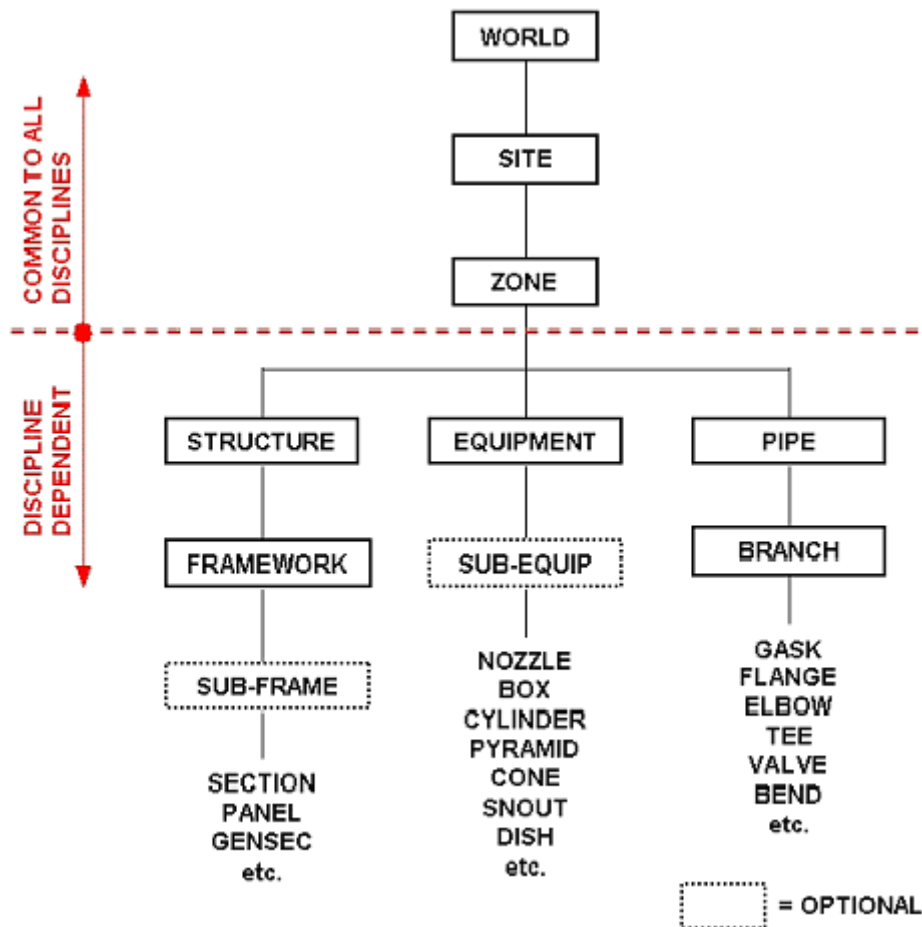 WORLD
SITE
ZONE
COMMON TO ALL
DISCIPLINES
DISCIPLINE
DEPENDENT
STRUCTURE
EQUIPMENT
PIPE
FRAMEWORK
SUB-EQUIP
BRANCH
SUB-FRAME
SECTION
PANEL
GENSEC
etc.
NOZZLE
BOX
CYLINDER
PYRAMID
CONE
SNOUT
DISH
etc.
GASK
FLANGE
ELBOW
TEE
VALVE
BEND
etc.
= OPTIONAL